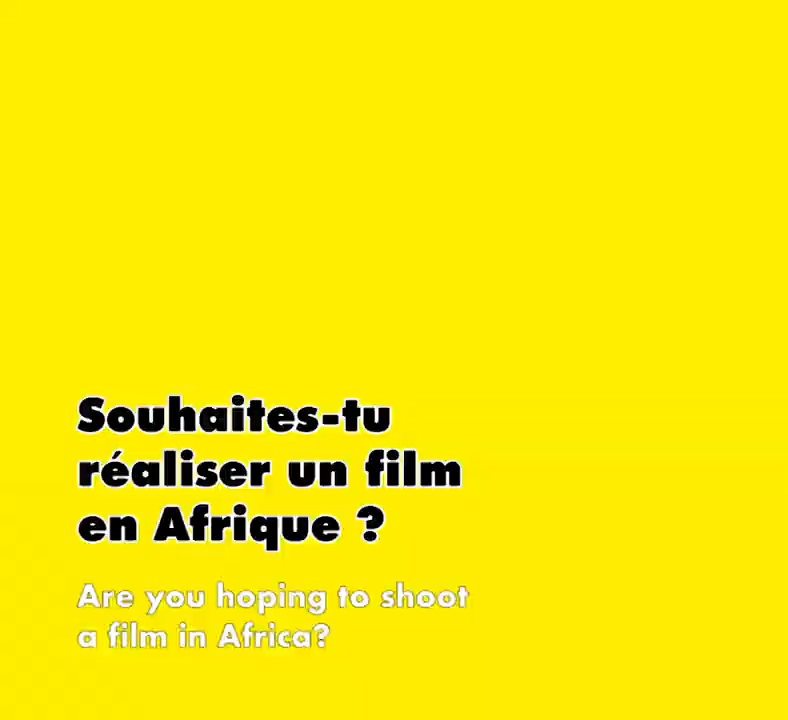 Souhaites-tu
réaliser un film
en Afrique ?
Are you hoping to shoot
a film in Africa?